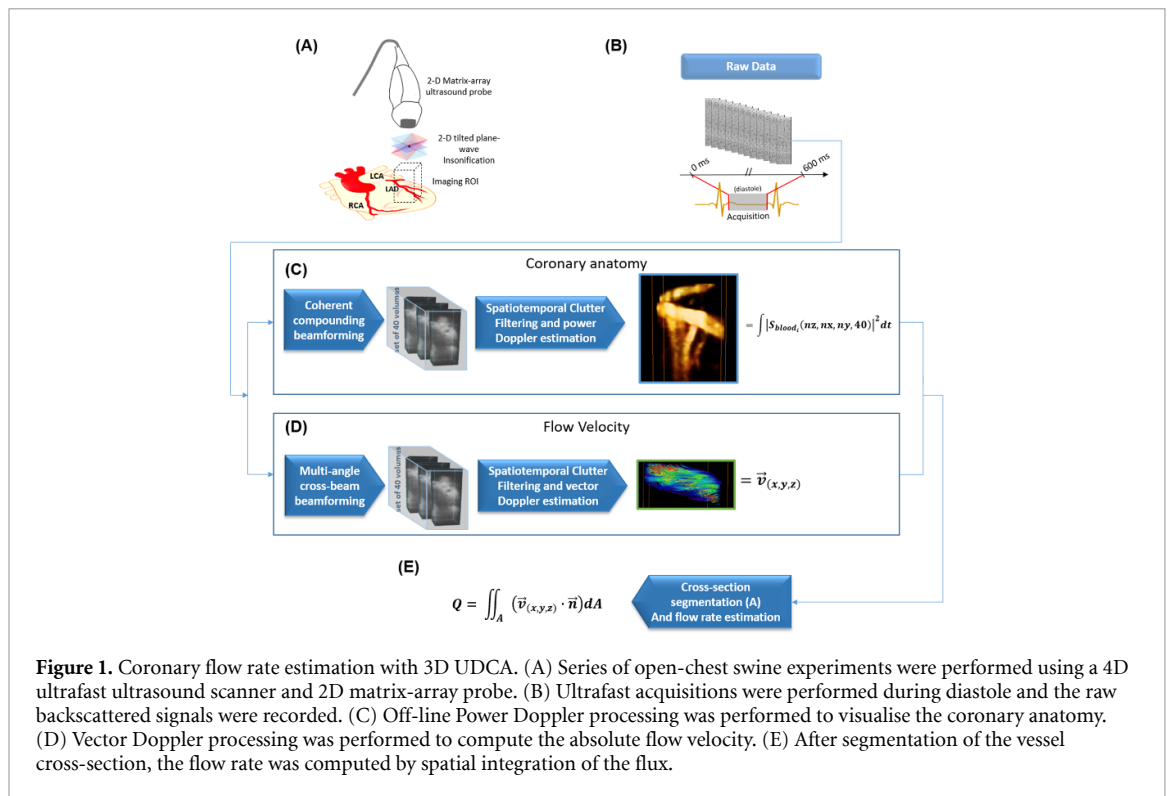 (A)
2-D Matrix-array
ultrasound probe
2-D tilted plane-
wave
Insonification
Imaging ROI
LCA
LAD
RCA
(B)
Raw Data
0 ms
//
600 ms
(diastole)
Acquisition
(C)
Coronary anatomy
Coherent
compounding
beamforming
set of 40 volumes
Spatiotemporal Clutter
Filtering and power
Doppler estimation
= ∫|S_{blood_i}(nz, nx, ny, 40)|² dt
(D)
Flow Velocity
Multi-angle
cross-beam
beamforming
set of 40 volumes
Spatiotemporal Clutter
Filtering and vector
Doppler estimation
= v⃗_{(x,y,z)}
(E)
Q = ∬_A (v⃗_{(x,y,z)} · n⃗)dA
Cross-section
segmentation (A)
And flow rate estimation
Figure 1. Coronary flow rate estimation with 3D UDCA. (A) Series of open-chest swine experiments were performed using a 4D
ultrafast ultrasound scanner and 2D matrix-array probe. (B) Ultrafast acquisitions were performed during diastole and the raw
backscattered signals were recorded. (C) Off-line Power Doppler processing was performed to visualise the coronary anatomy.
(D) Vector Doppler processing was performed to compute the absolute flow velocity. (E) After segmentation of the vessel
cross-section, the flow rate was computed by spatial integration of the flux.